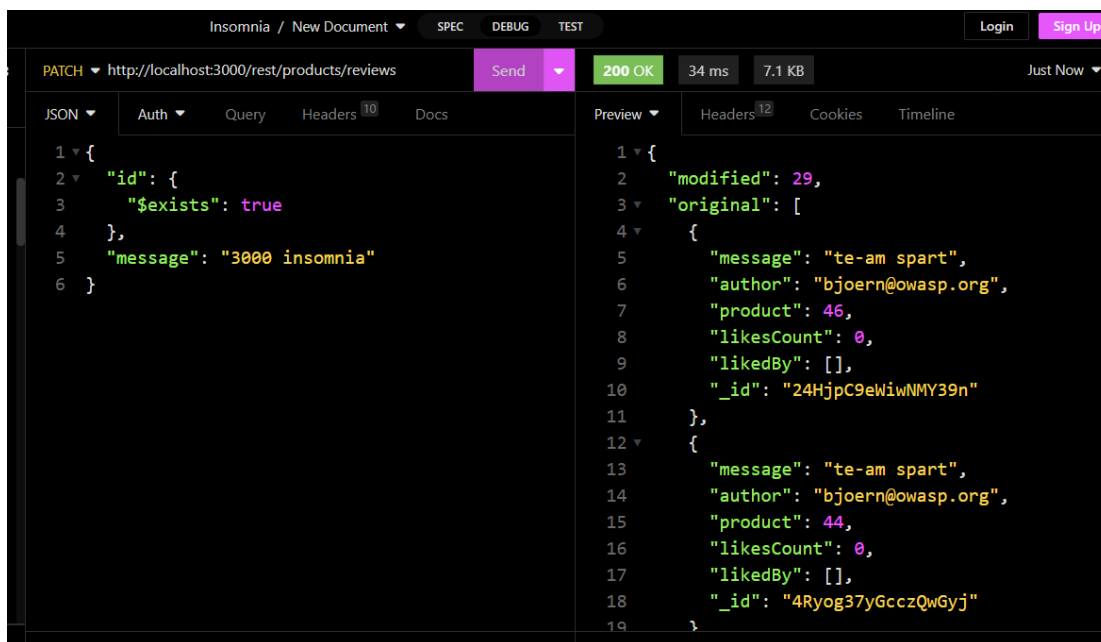 Insomnia / New Document SPEC DEBUG TEST Login Sign Up
PATCH http://localhost:3000/rest/products/reviews Send 200 OK 34 ms 7.1 KB Just Now
JSON Auth Query Headers 10 Docs Preview Headers 12 Cookies Timeline
1 {
2 "id": {
3 "$exists": true
4 },
5 "message": "3000 insomnia"
6 }
1 {
2 "modified": 29,
3 "original": [
4 {
5 "message": "te-am spart",
6 "author": "bjoern@owasp.org",
7 "product": 46,
8 "likesCount": 0,
9 "likedBy": [],
10 "_id": "24HjpC9eWiwNMY39n"
11 },
12 {
13 "message": "te-am spart",
14 "author": "bjoern@owasp.org",
15 "product": 44,
16 "likesCount": 0,
17 "likedBy": [],
18 "_id": "4Ryog37yGcczQwGyj"
19 }